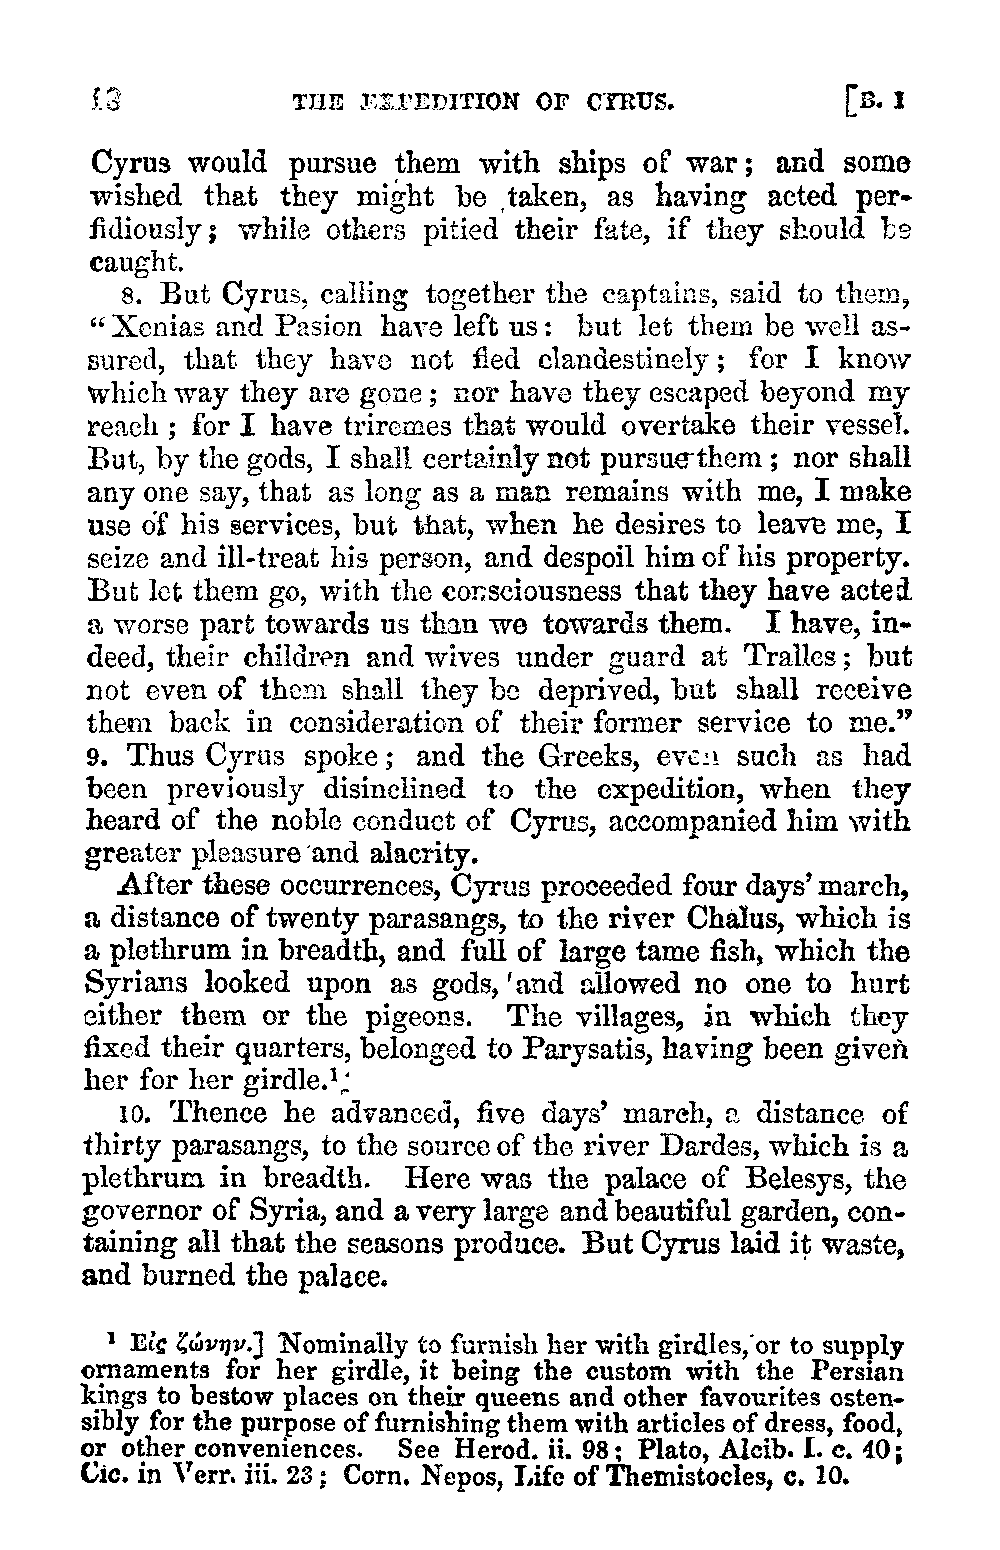 THE EXPEDITION OF CYRUS. [B. I
Cyrus would pursue them with ships of war; and some
wished that they might be taken, as having acted per-
fidiously; while others pitied their fate, if they should be
caught.
8. But Cyrus, calling together the captains, said to them,
“Xenias and Pasion have left us: but let them be well as-
sured, that they have not fled clandestinely; for I know
which way they are gone; nor have they escaped beyond my
reach; for I have triremes that would overtake their vessel.
But, by the gods, I shall certainly not pursue them; nor shall
any one say, that as long as a man remains with me, I make
use of his services, but that, when he desires to leave me, I
seize and ill-treat his person, and despoil him of his property.
But let them go, with the consciousness that they have acted
a worse part towards us than we towards them. I have, in-
deed, their children and wives under guard at Tralles; but
not even of them shall they be deprived, but shall receive
them back in consideration of their former service to me.”
9. Thus Cyrus spoke; and the Greeks, even such as had
been previously disinclined to the expedition, when they
heard of the noble conduct of Cyrus, accompanied him with
greater pleasure and alacrity.
After these occurrences, Cyrus proceeded four days’ march,
a distance of twenty parasangs, to the river Chalus, which is
a plethrum in breadth, and full of large tame fish, which the
Syrians looked upon as gods, and allowed no one to hurt
either them or the pigeons. The villages, in which they
fixed their quarters, belonged to Parysatis, having been given
her for her girdle.¹
10. Thence he advanced, five days’ march, a distance of
thirty parasangs, to the source of the river Dardes, which is a
plethrum in breadth. Here was the palace of Belesys, the
governor of Syria, and a very large and beautiful garden, con-
taining all that the seasons produce. But Cyrus laid it waste,
and burned the palace.
¹ Εἰς ζώνην.] Nominally to furnish her with girdles, or to supply
ornaments for her girdle, it being the custom with the Persian
kings to bestow places on their queens and other favourites osten-
sibly for the purpose of furnishing them with articles of dress, food,
or other conveniences. See Herod. ii. 98; Plato, Alcib. I. c. 40;
Cic. in Verr. iii. 23; Corn. Nepos, Life of Themistocles, c. 10.